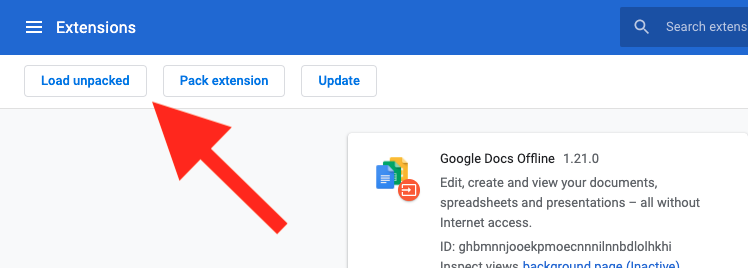 Extensions
Search extens
Load unpacked
Pack extension
Update
Google Docs Offline 1.21.0
Edit, create and view your documents,
spreadsheets and presentations – all without
Internet access.
ID: ghbmnnjooekpmoecnnnilnnbdlolhkhi
Inspect views background page (Inactive)